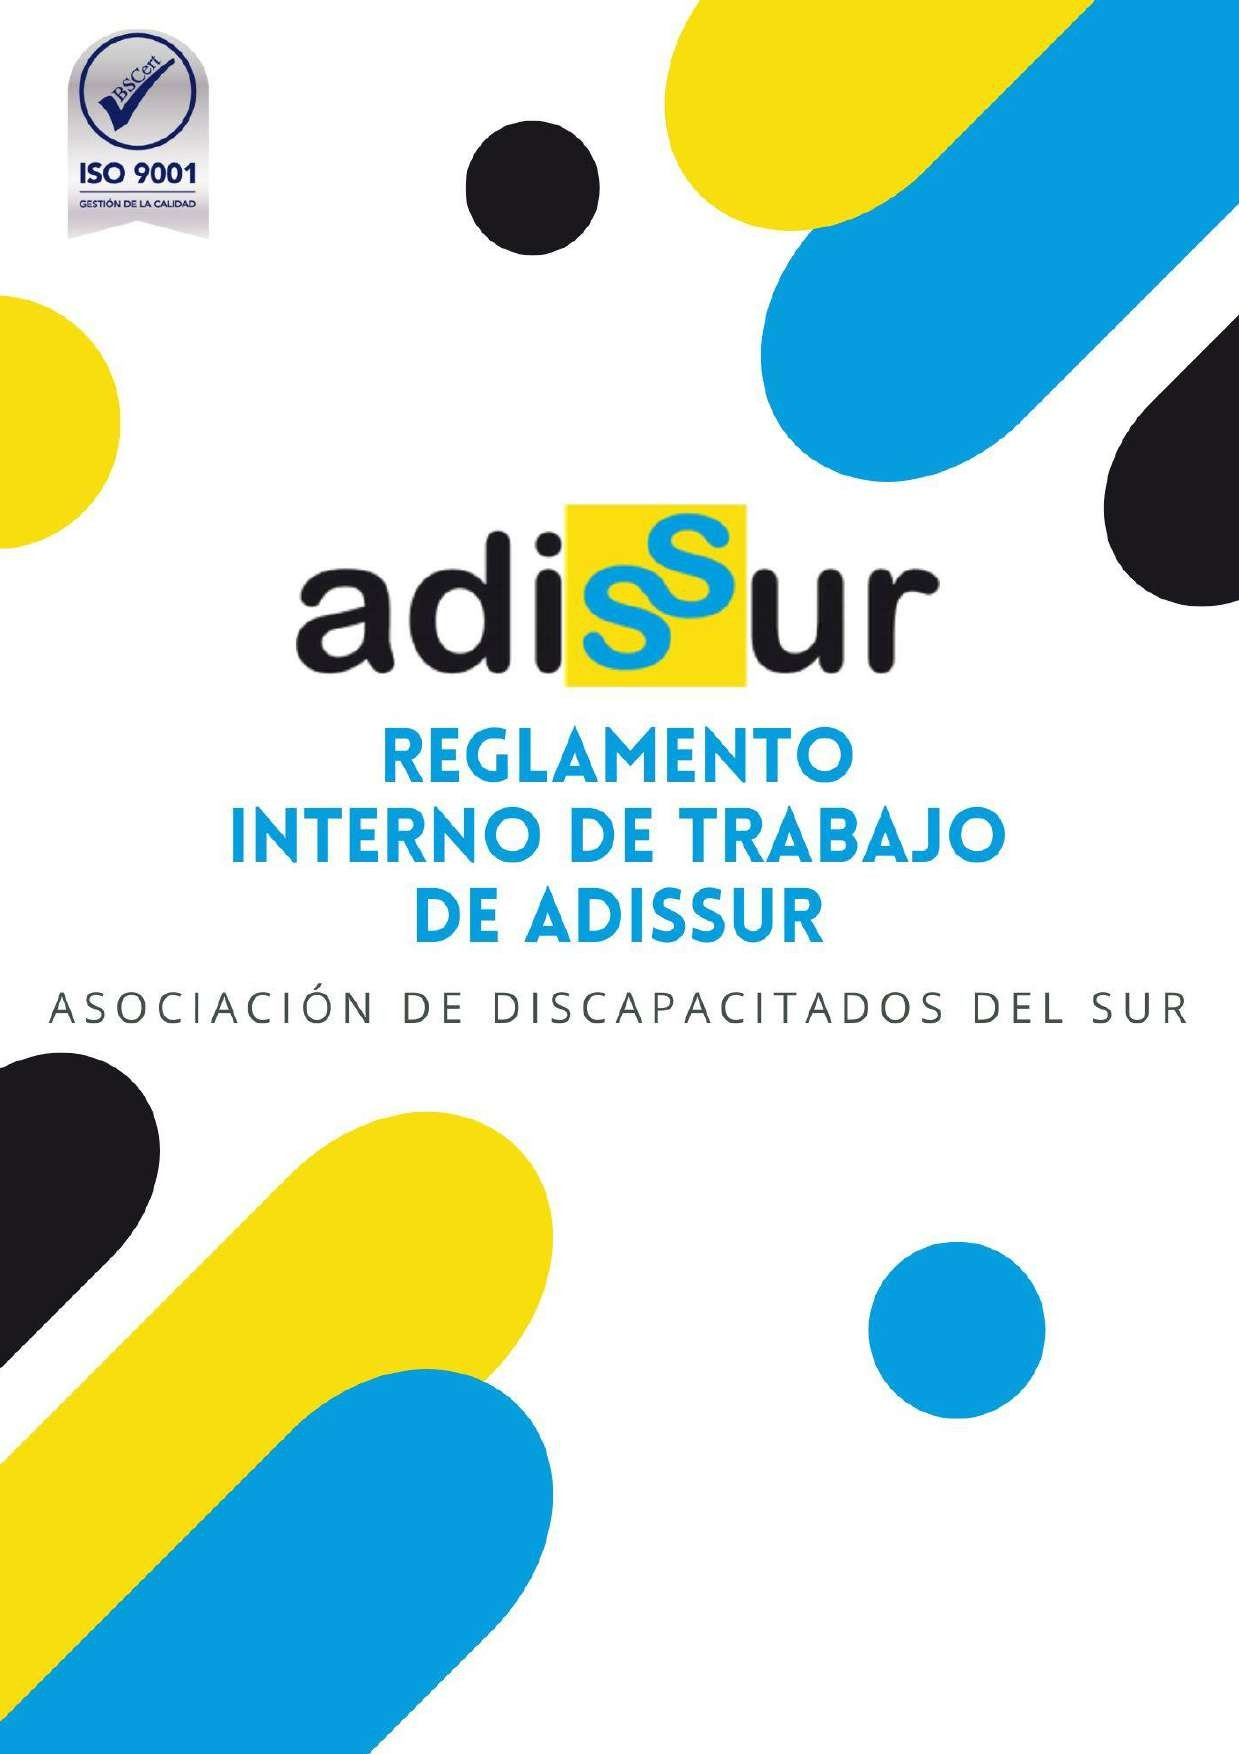 BSCert
ISO 9001
GESTIÓN DE LA CALIDAD
adissur
REGLAMENTO
INTERNO DE TRABAJO
DE ADISSUR
ASOCIACIÓN DE DISCAPACITADOS DEL SUR